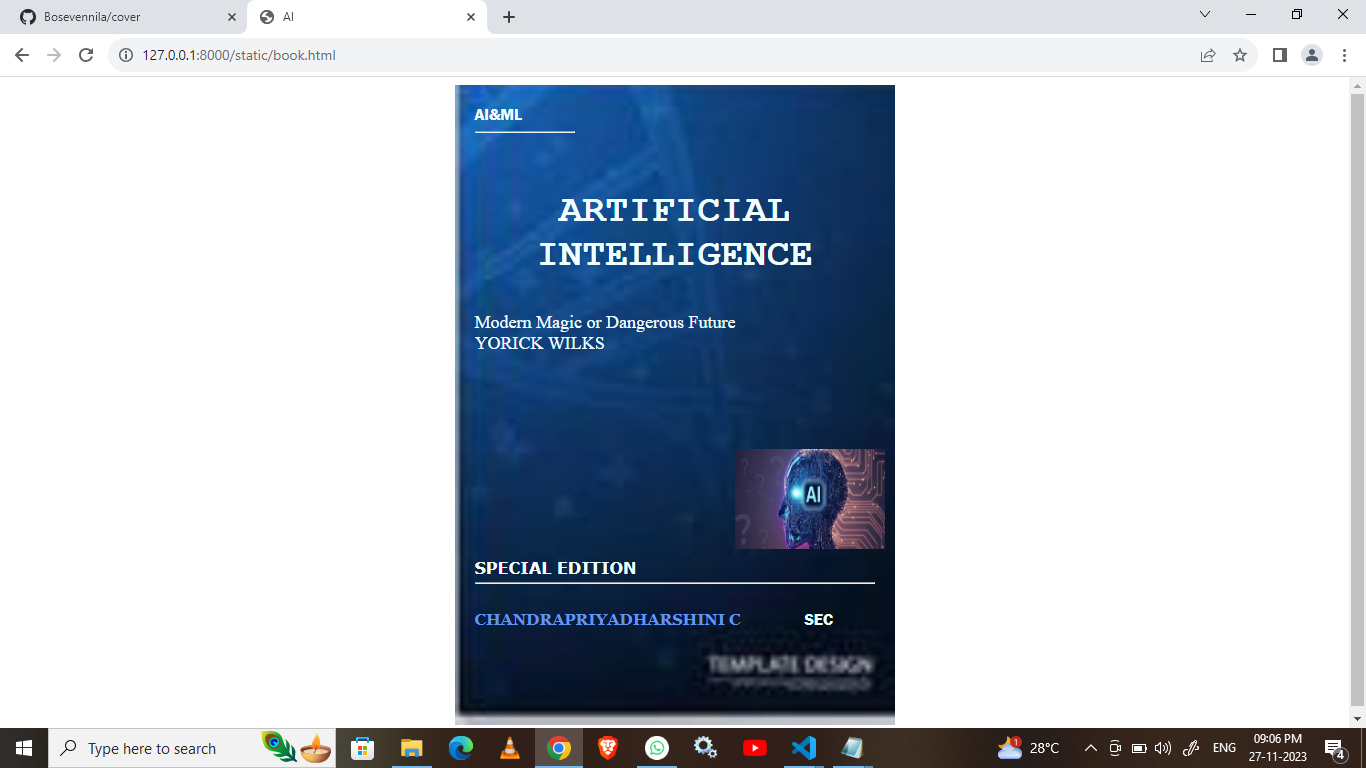 Bosevennila/cover
AI
127.0.0.1:8000/static/book.html
AI&ML
ARTIFICIAL
INTELLIGENCE
Modern Magic or Dangerous Future
YORICK WILKS
AI
SPECIAL EDITION
CHANDRAPRIYADHARSHINI C SEC
TEMPLATE DESIGN
Type here to search
1
28°C
ENG
09:06 PM
27-11-2023
4